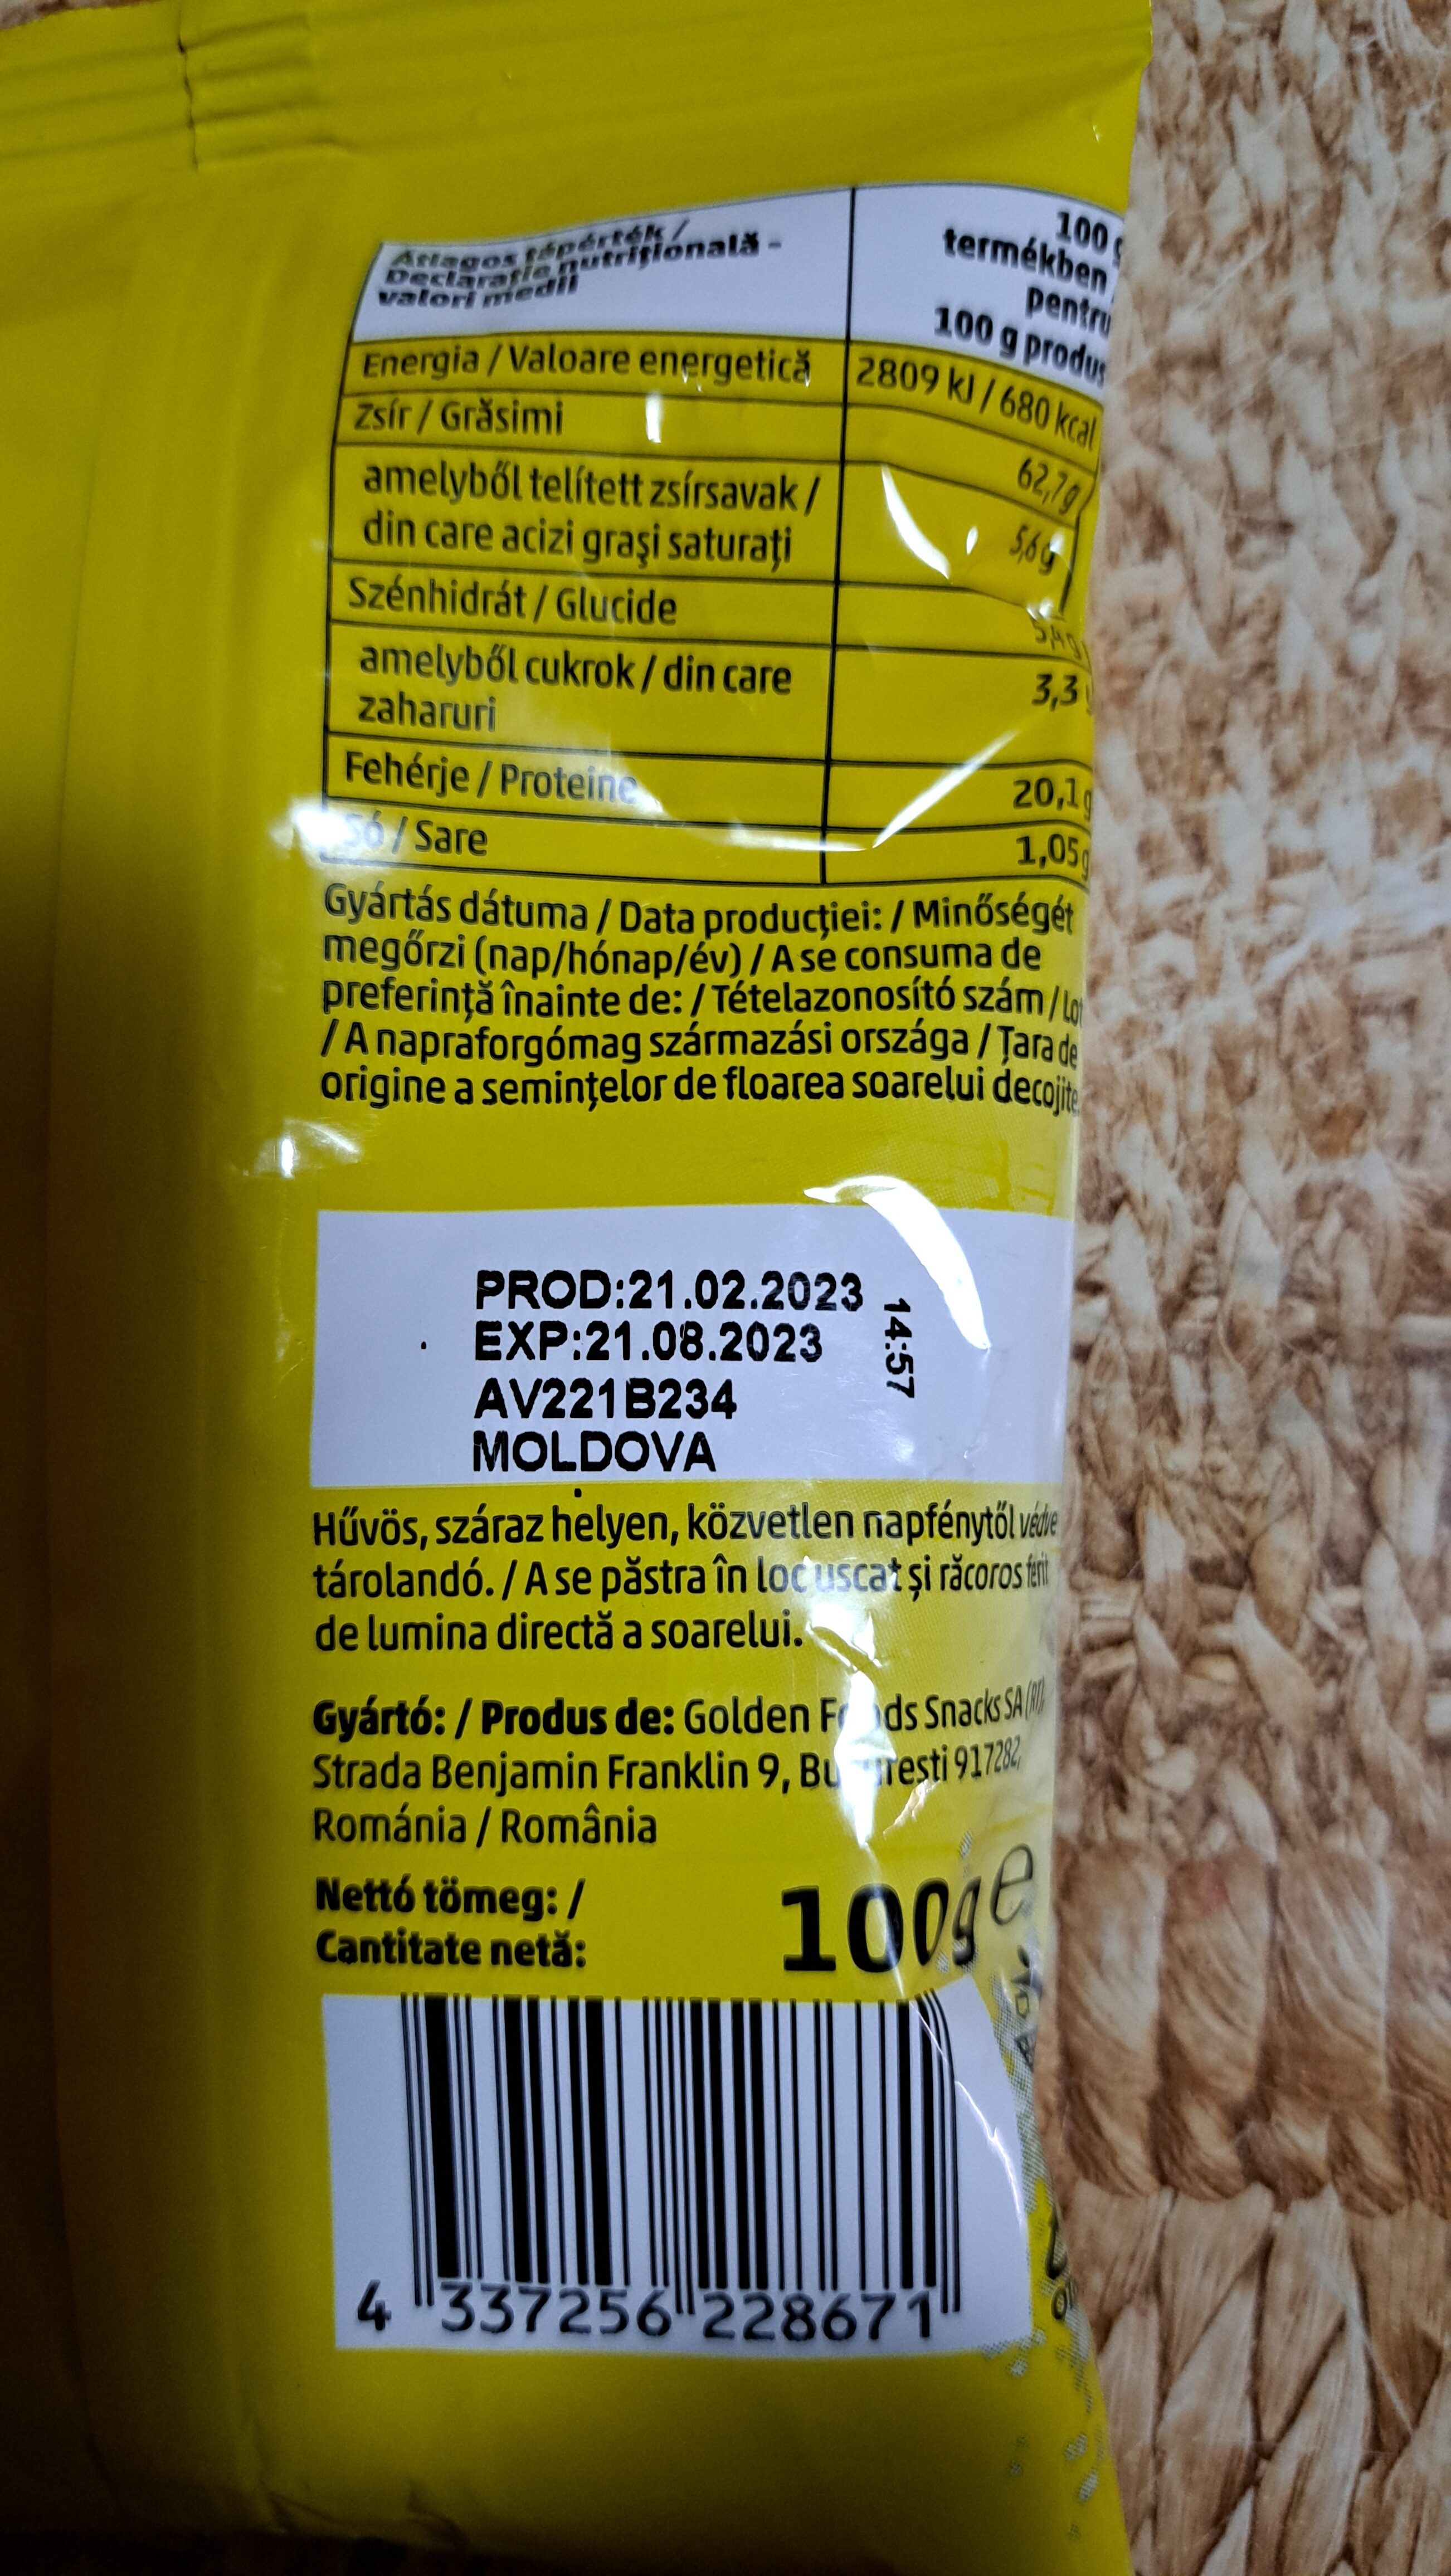 Átlagos tápérték /
Declarație nutrițională -
valori medii
100 g
termékben
pentru
100 g produs
Energia / Valoare energetică 2809 kJ / 680 kcal
Zsír / Grăsimi 62,7g
amelyből telített zsírsavak /
din care acizi graşi saturați 5,6 g
Szénhidrát / Glucide 5,4g
amelyből cukrok / din care 3,3
zaharuri
Fehérje / Proteine 20,1 g
Só / Sare 1,05g
Gyártás dátuma / Data producției: / Minőségét
megőrzi (nap/hónap/év) / A se consuma de
preferință înainte de: / Tételazonosító szám / Lot
/ A napraforgómag származási országa / Țara de
origine a semințelor de floarea soarelui decojite
PROD:21.02.2023
EXP:21.08.2023
AV221B234
MOLDOVA
14:57
Hűvös, száraz helyen, közvetlen napfénytől védve
tárolandó. / A se păstra în loc uscat și răcoros ferit
de lumina directă a soarelui.
Gyártó: / Produs de: Golden Foods Snacks SA (RT),
Strada Benjamin Franklin 9, 917282,
Románia / România
Nettó tömeg: /
Cantitate netă:
100g e
4 337256 228671